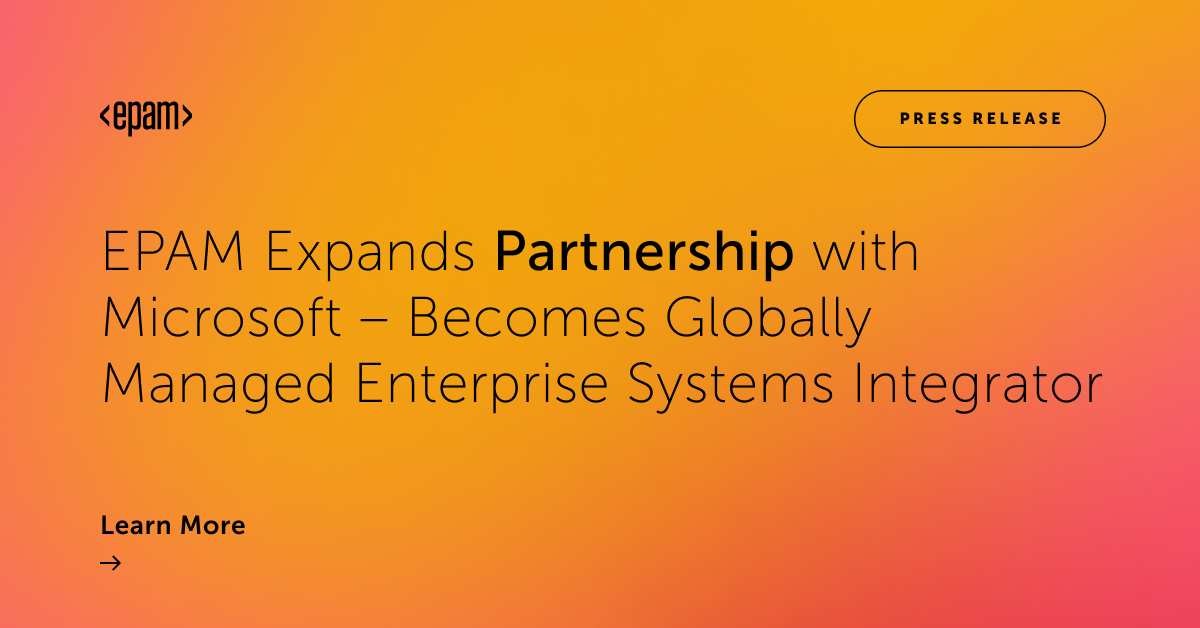 <epam>
PRESS RELEASE
EPAM Expands Partnership with
Microsoft – Becomes Globally
Managed Enterprise Systems Integrator
Learn More
→